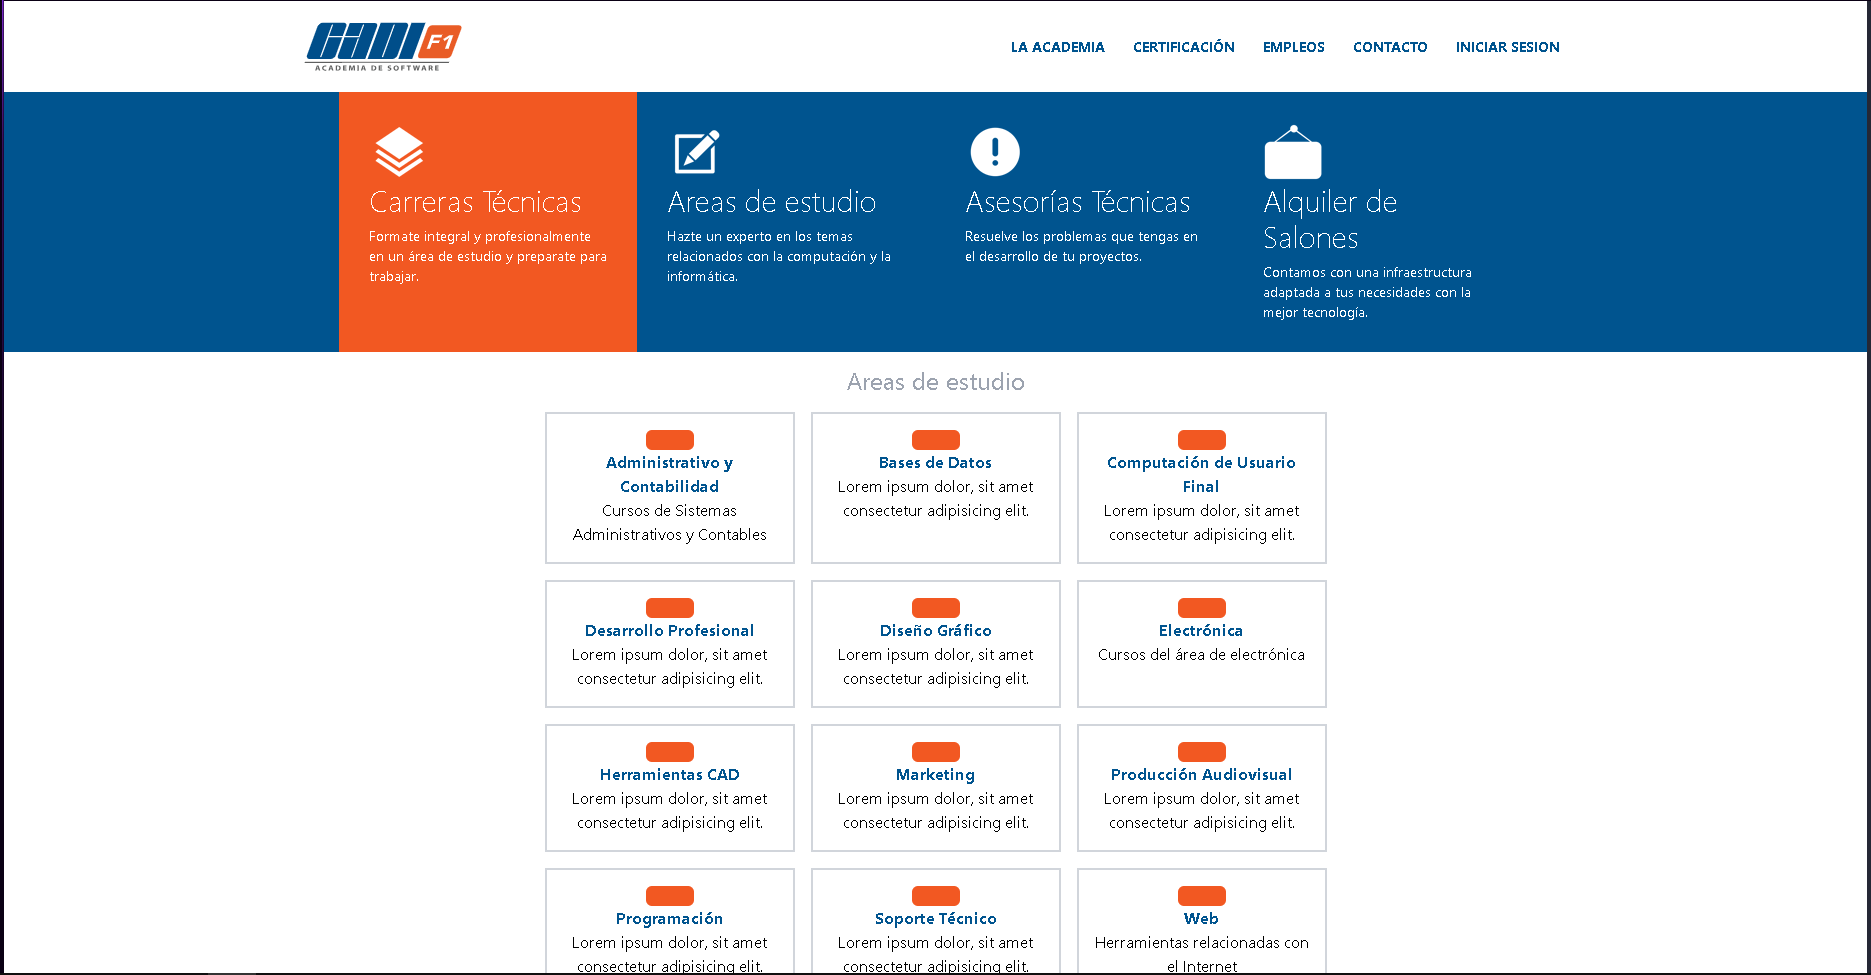 CADI F1
ACADEMIA DE SOFTWARE
LA ACADEMIA CERTIFICACIÓN EMPLEOS CONTACTO INICIAR SESION
Carreras Técnicas
Formate integral y profesionalmente
en un área de estudio y preparate para
trabajar.
Areas de estudio
Hazte un experto en los temas
relacionados con la computación y la
informática.
Asesorías Técnicas
Resuelve los problemas que tengas en
el desarrollo de tu proyectos.
Alquiler de
Salones
Contamos con una infraestructura
adaptada a tus necesidades con la
mejor tecnología.
Areas de estudio
Administrativo y
Contabilidad
Cursos de Sistemas
Administrativos y Contables
Bases de Datos
Lorem ipsum dolor, sit amet
consectetur adipisicing elit.
Computación de Usuario
Final
Lorem ipsum dolor, sit amet
consectetur adipisicing elit.
Desarrollo Profesional
Lorem ipsum dolor, sit amet
consectetur adipisicing elit.
Diseño Gráfico
Lorem ipsum dolor, sit amet
consectetur adipisicing elit.
Electrónica
Cursos del área de electrónica
Herramientas CAD
Lorem ipsum dolor, sit amet
consectetur adipisicing elit.
Marketing
Lorem ipsum dolor, sit amet
consectetur adipisicing elit.
Producción Audiovisual
Lorem ipsum dolor, sit amet
consectetur adipisicing elit.
Programación
Lorem ipsum dolor, sit amet
consectetur adipisicing elit.
Soporte Técnico
Lorem ipsum dolor, sit amet
consectetur adipisicing elit.
Web
Herramientas relacionadas con
el Internet